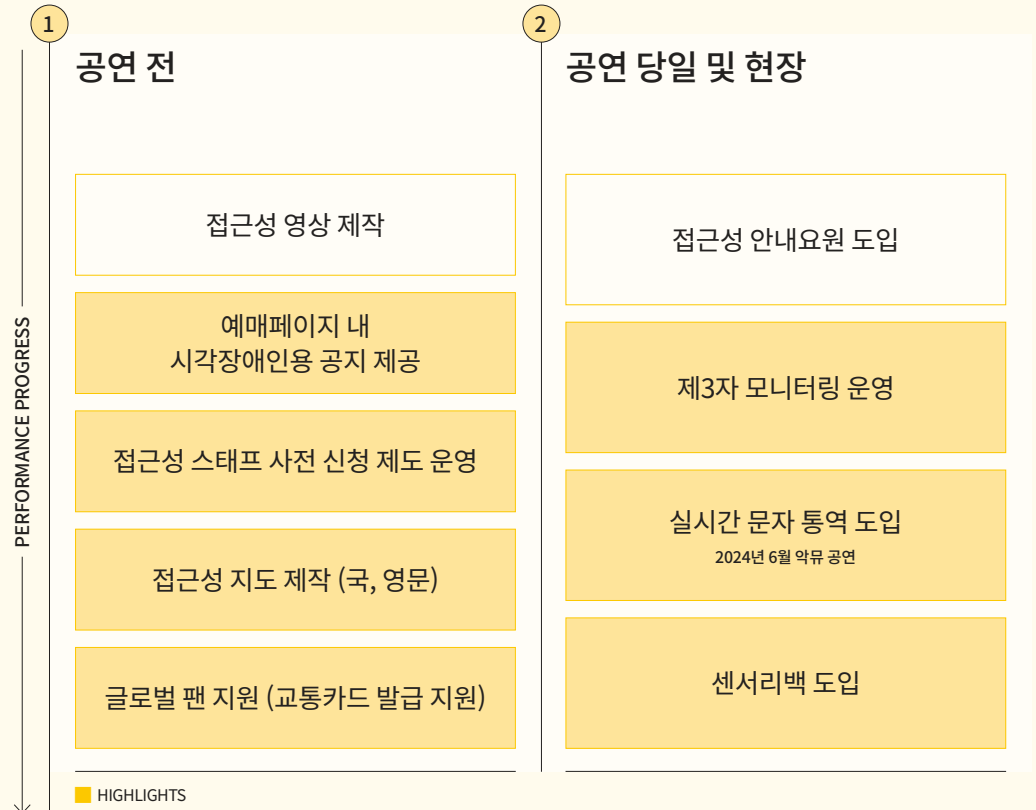 1
공연 전
접근성 영상 제작
예매페이지 내
시각장애인용 공지 제공
접근성 스태프 사전 신청 제도 운영
접근성 지도 제작 (국, 영문)
글로벌 팬 지원 (교통카드 발급 지원)
2
공연 당일 및 현장
접근성 안내요원 도입
제3자 모니터링 운영
실시간 문자 통역 도입
2024년 6월 악뮤 공연
센서리백 도입
PERFORMANCE PROGRESS
HIGHLIGHTS